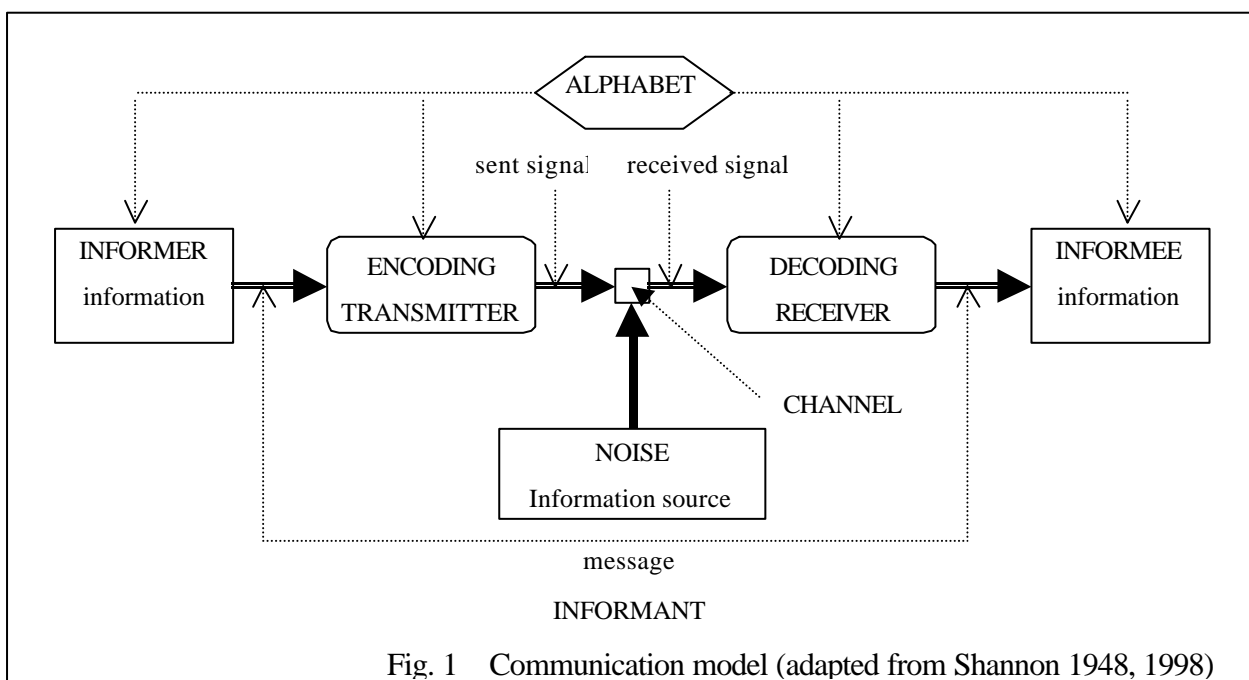 ALPHABET
sent signal
received signal
INFORMER
information
ENCODING
TRANSMITTER
DECODING
RECEIVER
INFORMEE
information
CHANNEL
NOISE
Information source
message
INFORMANT
Fig. 1 Communication model (adapted from Shannon 1948, 1998)